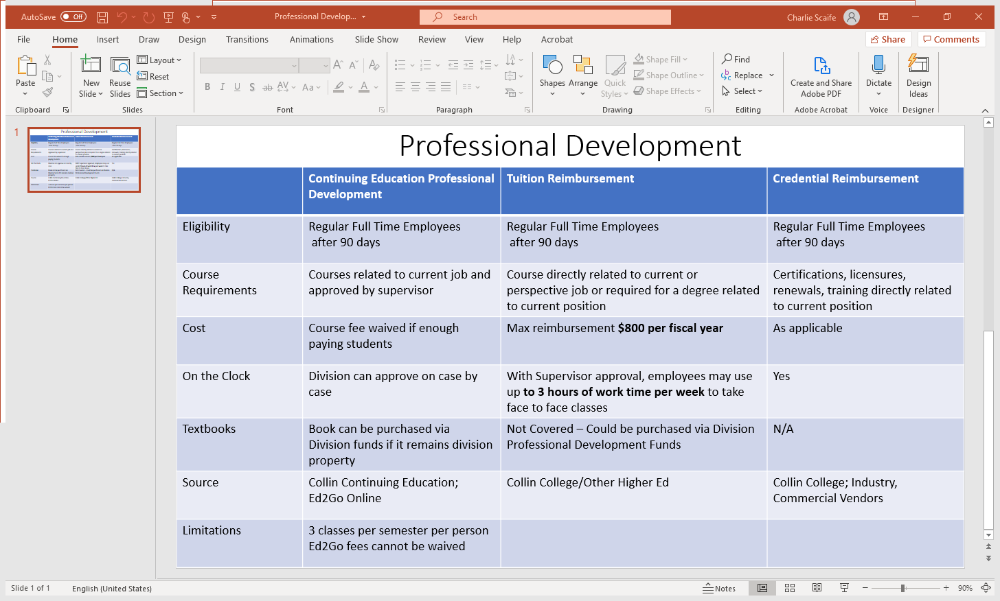 AutoSave Off Professional Develop... Search Charlie Scaife
File Home Insert Draw Design Transitions Animations Slide Show Review View Help Acrobat Share Comments
Paste New Slide Reuse Slides Layout Reset Section
B I U S ab AV Aa A A A A
Shapes Arrange Quick Styles Shape Fill Shape Outline Shape Effects
Find Replace Select
Create and Share Adobe PDF Dictate Design Ideas
Clipboard Slides Font Paragraph Drawing Editing Adobe Acrobat Voice Designer
1
Professional Development
Continuing Education Professional
Development
Tuition Reimbursement
Credential Reimbursement
Eligibility
Regular Full Time Employees
after 90 days
Regular Full Time Employees
after 90 days
Regular Full Time Employees
after 90 days
Course
Requirements
Courses related to current job and
approved by supervisor
Course directly related to current or
perspective job or required for a degree related
to current position
Certifications, licensures,
renewals, training directly related
to current position
Cost
Course fee waived if enough
paying students
Max reimbursement $800 per fiscal year
As applicable
On the Clock
Division can approve on case by
case
With Supervisor approval, employees may use
up to 3 hours of work time per week to take
face to face classes
Yes
Textbooks
Book can be purchased via
Division funds if it remains division
property
Not Covered – Could be purchased via Division
Professional Development Funds
N/A
Source
Collin Continuing Education;
Ed2Go Online
Collin College/Other Higher Ed
Collin College; Industry,
Commercial Vendors
Limitations
3 classes per semester per person
Ed2Go fees cannot be waived
Slide 1 of 1 English (United States) Notes 90%